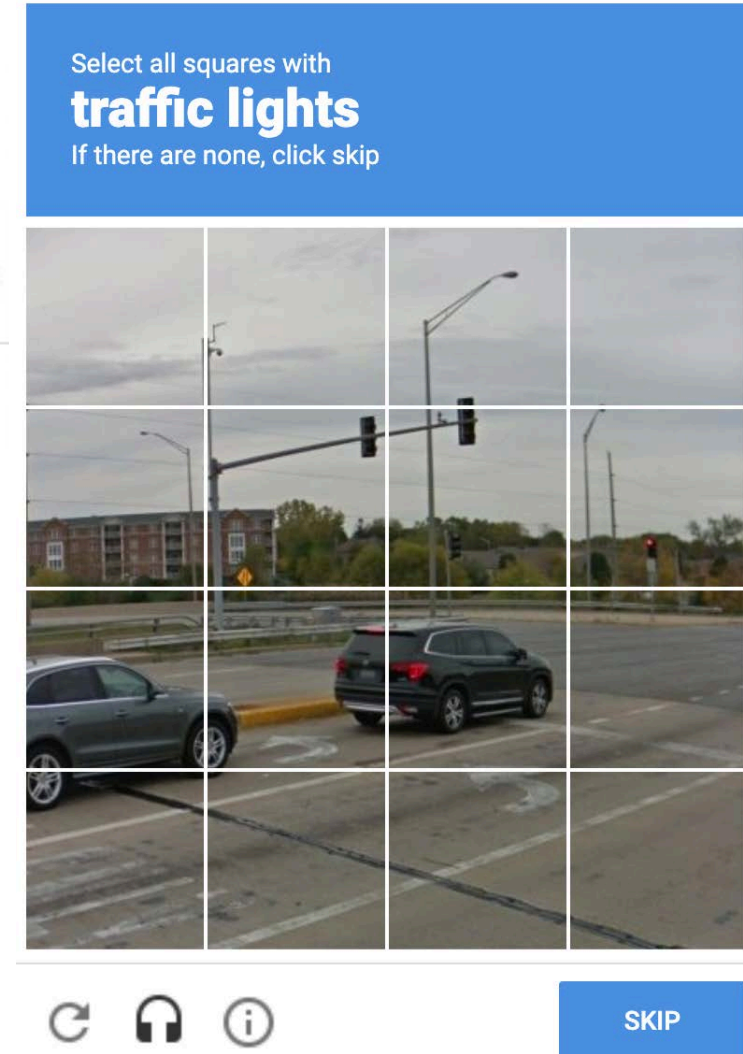 Select all squares with
traffic lights
If there are none, click skip
SKIP